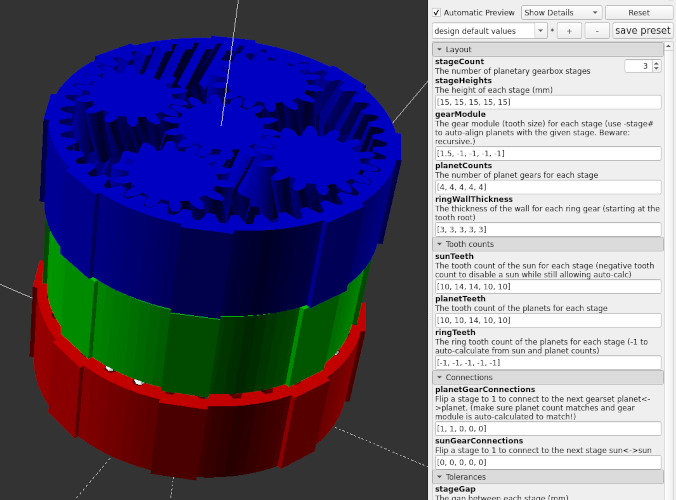 Automatic Preview
Show Details
Reset
design default values
*
+
-
save preset
Layout
stageCount
The number of planetary gearbox stages
3
stageHeights
The height of each stage (mm)
[15, 15, 15, 15, 15]
gearModule
The gear module (tooth size) for each stage (use -stage#
to auto-align planets with the given stage. Beware:
recursive.)
[1.5, -1, -1, -1, -1]
planetCounts
The number of planet gears for each stage
[4, 4, 4, 4, 4]
ringWallThickness
The thickness of the wall for each ring gear (starting at the
tooth root)
[3, 3, 3, 3, 3]
Tooth counts
sunTeeth
The tooth count of the sun for each stage (negative tooth
count to disable a sun while still allowing auto-calc)
[10, 14, 14, 10, 10]
planetTeeth
The tooth count of the planets for each stage
[10, 10, 14, 10, 10]
ringTeeth
The ring tooth count of the planets for each stage (-1 to
auto-calculate from sun and planet counts)
[-1, -1, -1, -1, -1]
Connections
planetGearConnections
Flip a stage to 1 to connect to the next gearset planet<-
>planet. (make sure planet count matches and gear
module is auto-calculated to match!)
[1, 1, 0, 0, 0]
sunGearConnections
Flip a stage to 1 to connect to the next stage sun<->sun
[0, 0, 0, 0, 0]
Tolerances
stageGap
The gap between each stage (mm)